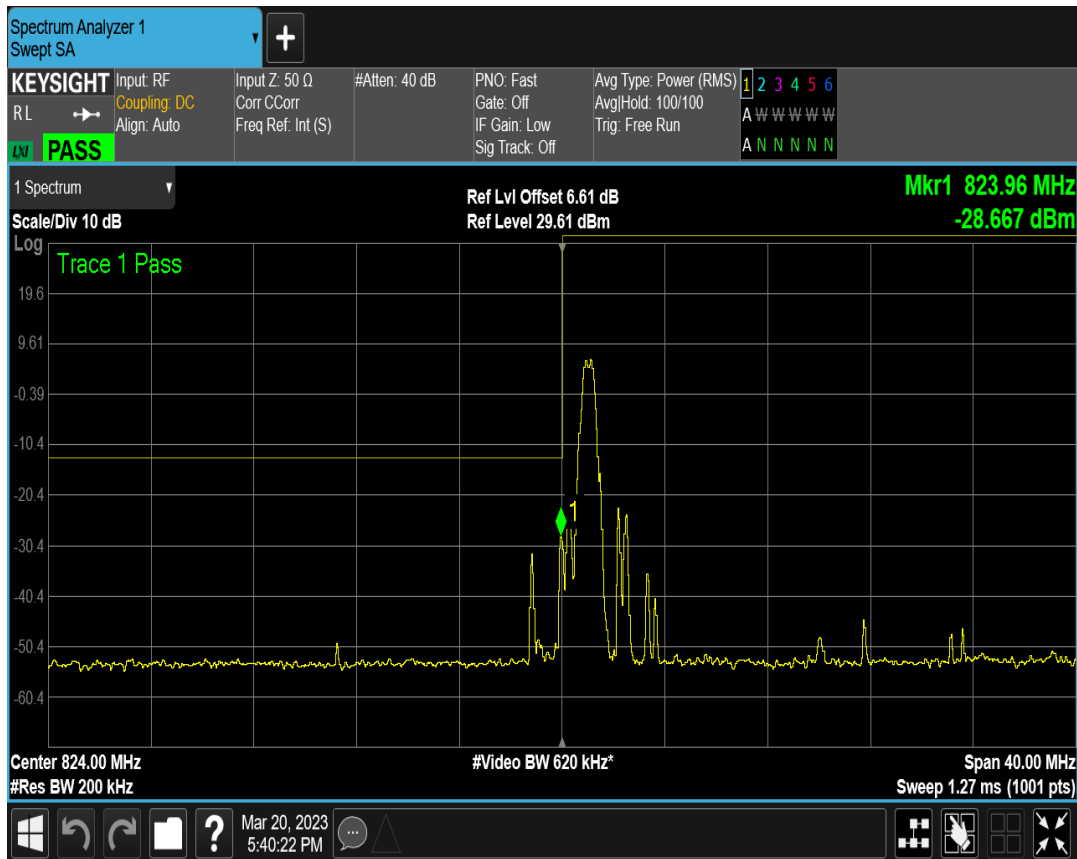 Spectrum Analyzer 1
Swept SA
+
KEYSIGHT
RL
LXI PASS
Input: RF
Coupling: DC
Align: Auto
Input Z: 50 Ω
Corr CCorr
Freq Ref: Int (S)
#Atten: 40 dB
PNO: Fast
Gate: Off
IF Gain: Low
Sig Track: Off
Avg Type: Power (RMS)
Avg|Hold: 100/100
Trig: Free Run
1 2 3 4 5 6
A W W W W W
A N N N N N
1 Spectrum
Scale/Div 10 dB
Ref Lvl Offset 6.61 dB
Ref Level 29.61 dBm
Mkr1 823.96 MHz
-28.667 dBm
Log
Trace 1 Pass
19.6
9.61
-0.39
-10.4
-20.4
1
-30.4
-40.4
-50.4
-60.4
Center 824.00 MHz
#Video BW 620 kHz*
Span 40.00 MHz
#Res BW 200 kHz
Sweep 1.27 ms (1001 pts)
?
Mar 20, 2023
5:40:22 PM